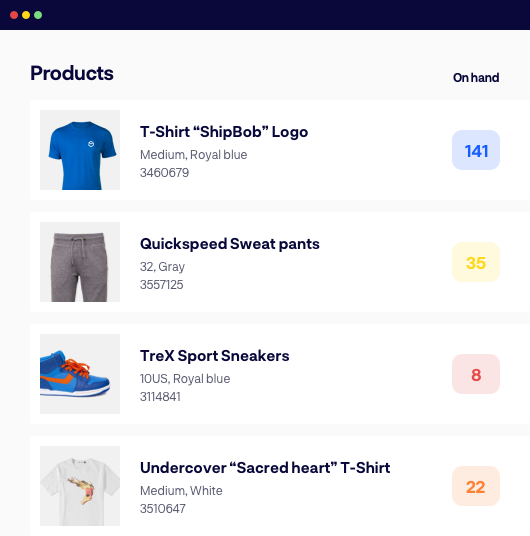 Products
On hand
T-Shirt “ShipBob” Logo
Medium, Royal blue
3460679
141
Quickspeed Sweat pants
32, Gray
3557125
35
TreX Sport Sneakers
10US, Royal blue
3114841
8
Undercover “Sacred heart” T-Shirt
Medium, White
3510647
22